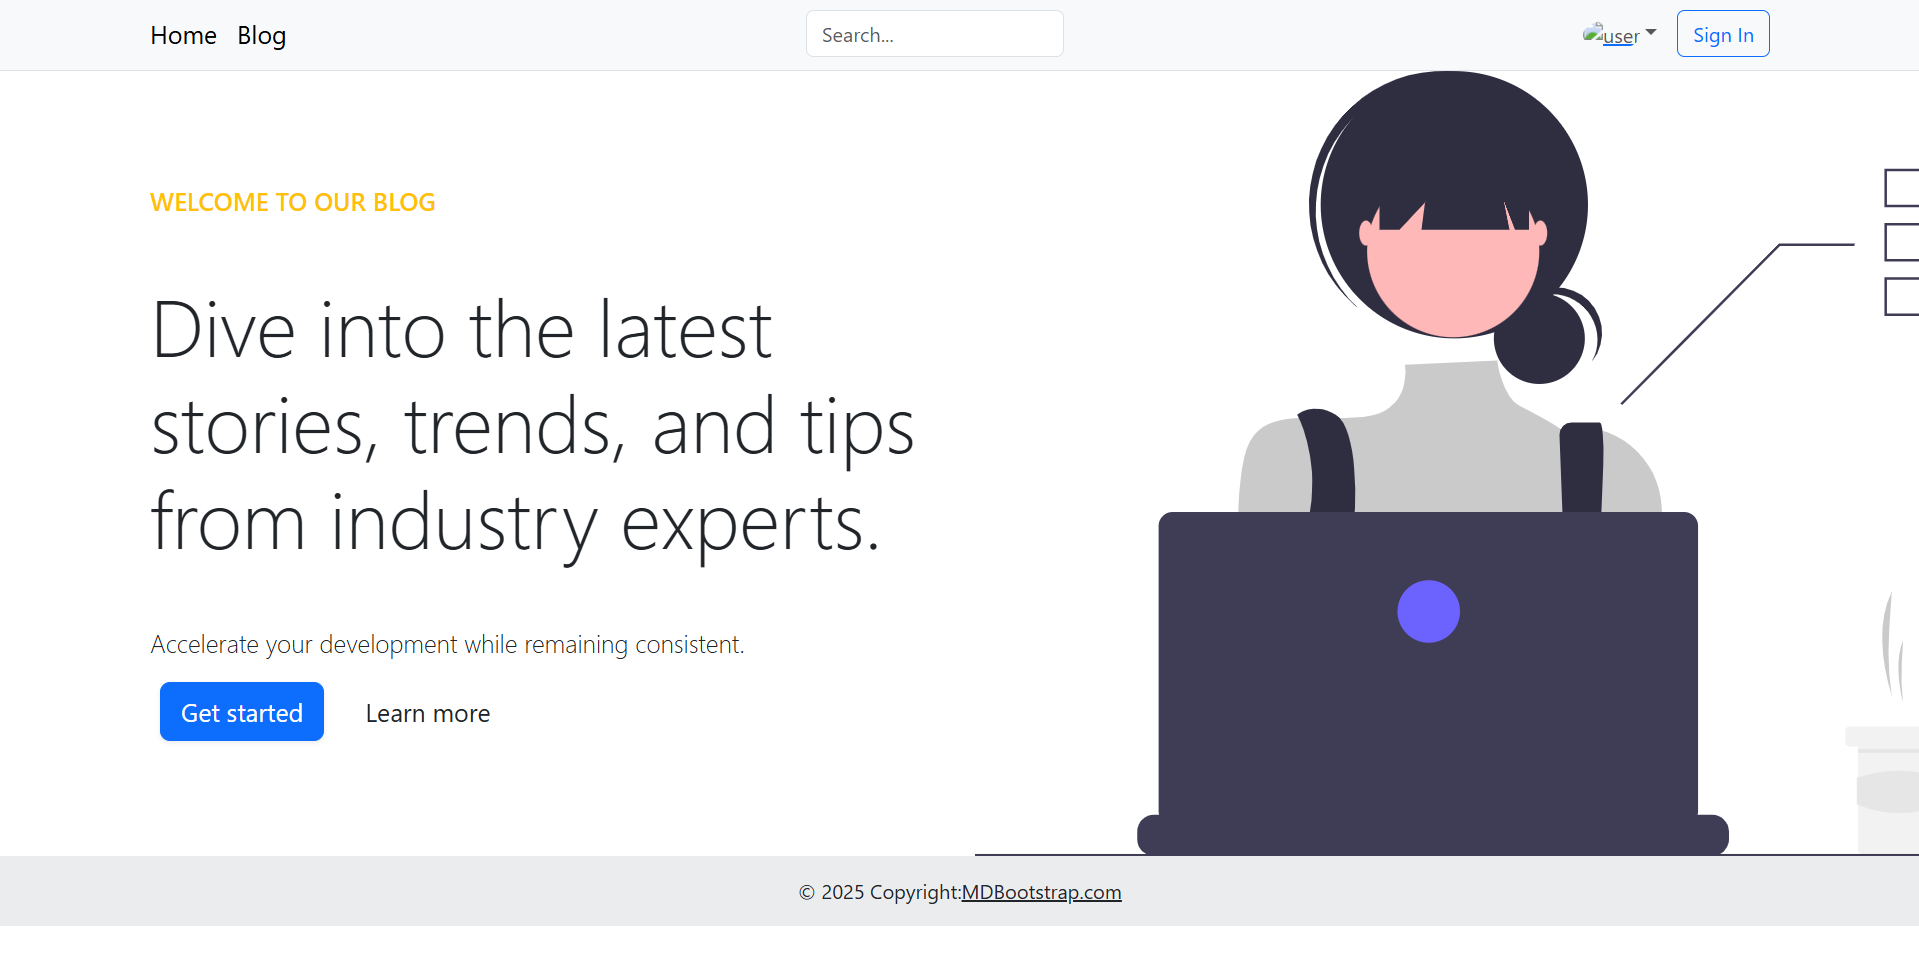 Home Blog Search... user Sign In
WELCOME TO OUR BLOG
Dive into the latest
stories, trends, and tips
from industry experts.
Accelerate your development while remaining consistent.
Get started Learn more
© 2025 Copyright:MDBootstrap.com